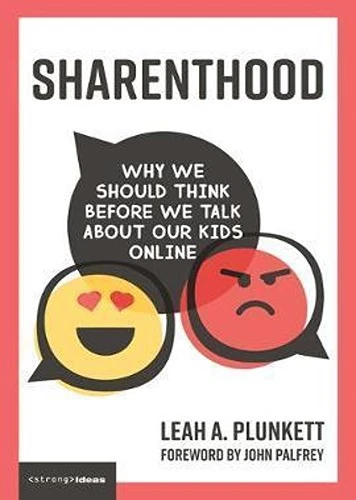 SHARENTHOOD
WHY WE
SHOULD THINK
BEFORE WE TALK
ABOUT OUR KIDS
ONLINE
LEAH A. PLUNKETT
FOREWORD BY JOHN PALFREY
<strong>Ideas